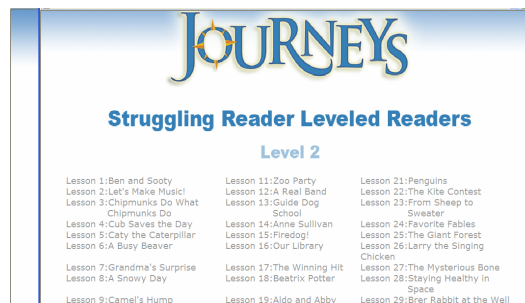 JOURNEYS
Struggling Reader Leveled Readers
Level 2
Lesson 1:Ben and Sooty
Lesson 2:Let's Make Music!
Lesson 3:Chipmunks Do What
Chipmunks Do
Lesson 4:Cub Saves the Day
Lesson 5:Caty the Caterpillar
Lesson 6:A Busy Beaver
Lesson 7:Grandma's Surprise
Lesson 8:A Snowy Day
Lesson 9:Camel's Hump
Lesson 11:Zoo Party
Lesson 12:A Real Band
Lesson 13:Guide Dog
School
Lesson 14:Anne Sullivan
Lesson 15:Firedog!
Lesson 16:Our Library
Lesson 17:The Winning Hit
Lesson 18:Beatrix Potter
Lesson 19:Aldo and Abby
Lesson 21:Penguins
Lesson 22:The Kite Contest
Lesson 23:From Sheep to
Sweater
Lesson 24:Favorite Fables
Lesson 25:The Giant Forest
Lesson 26:Larry the Singing
Chicken
Lesson 27:The Mysterious Bone
Lesson 28:Staying Healthy in
Space
Lesson 29:Brer Rabbit at the Well